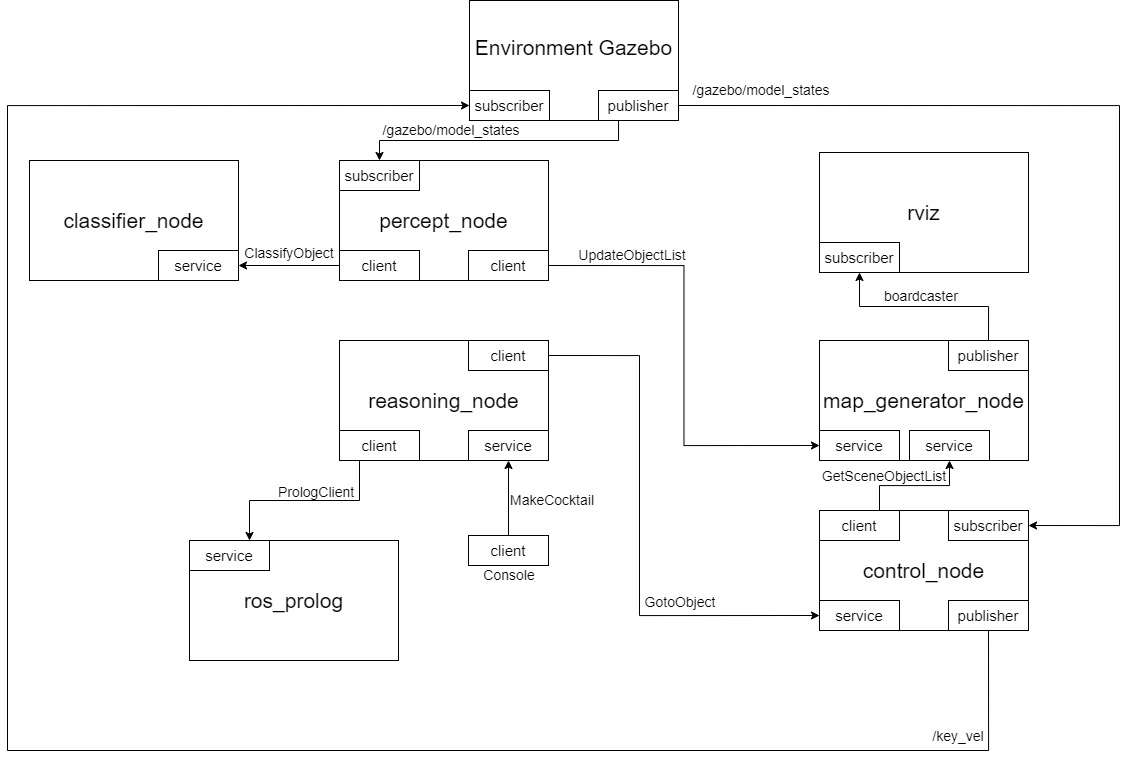 Environment Gazebo
subscriber
publisher
/gazebo/model_states
/gazebo/model_states
subscriber
classifier_node
percept_node
rviz
service
ClassifyObject
client
client
UpdateObjectList
subscriber
boardcaster
client
publisher
reasoning_node
map_generator_node
client
service
service
service
GetSceneObjectList
PrologClient
MakeCocktail
client
subscriber
service
client
Console
control_node
ros_prolog
GotoObject
service
publisher
/key_vel